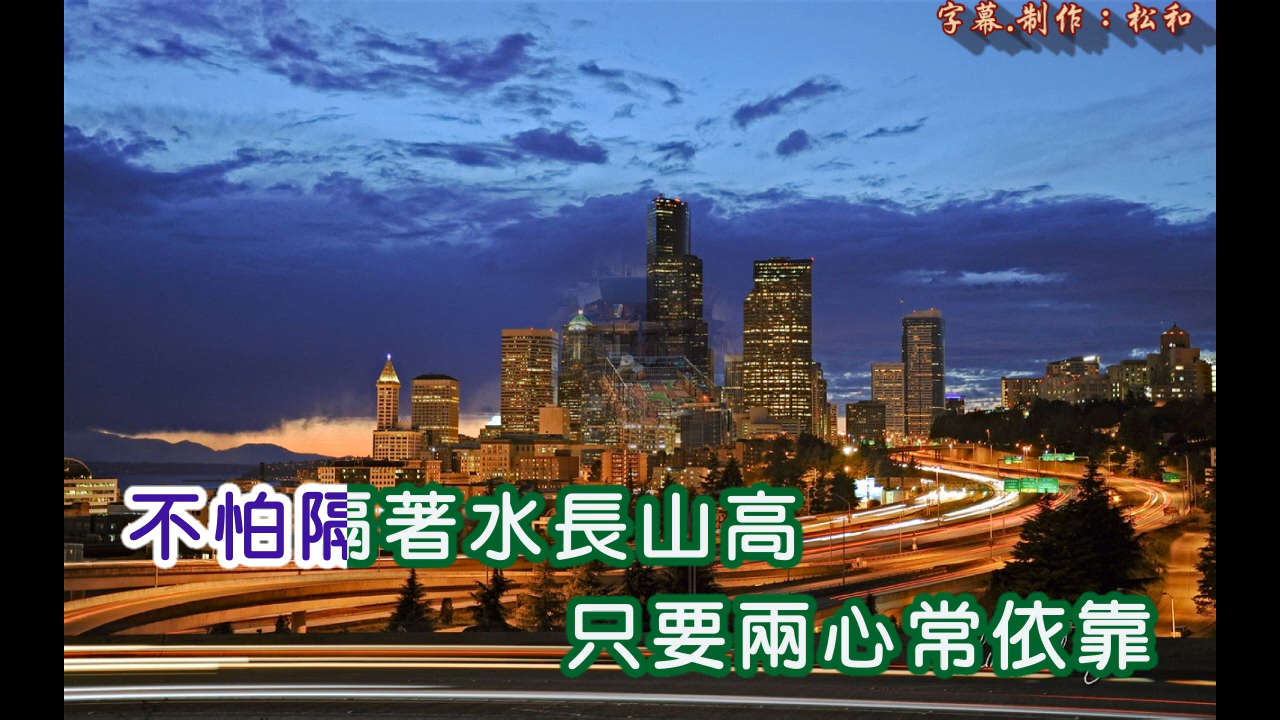 字幕.制作：松和
不怕隔著水長山高
只要兩心常依靠